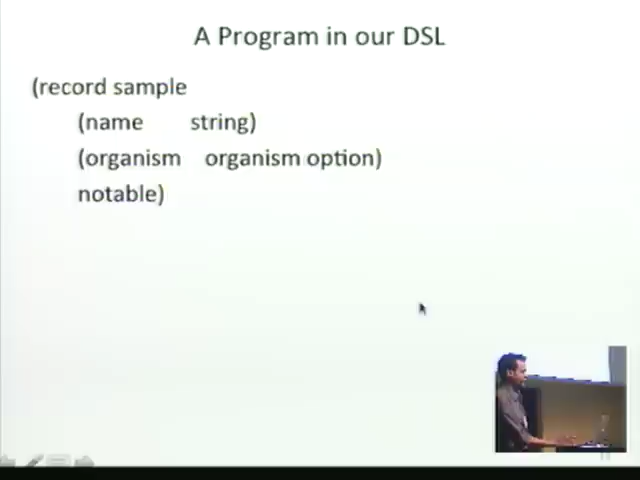 A Program in our DSL
(record sample
(name string)
(organism organism option)
notable)